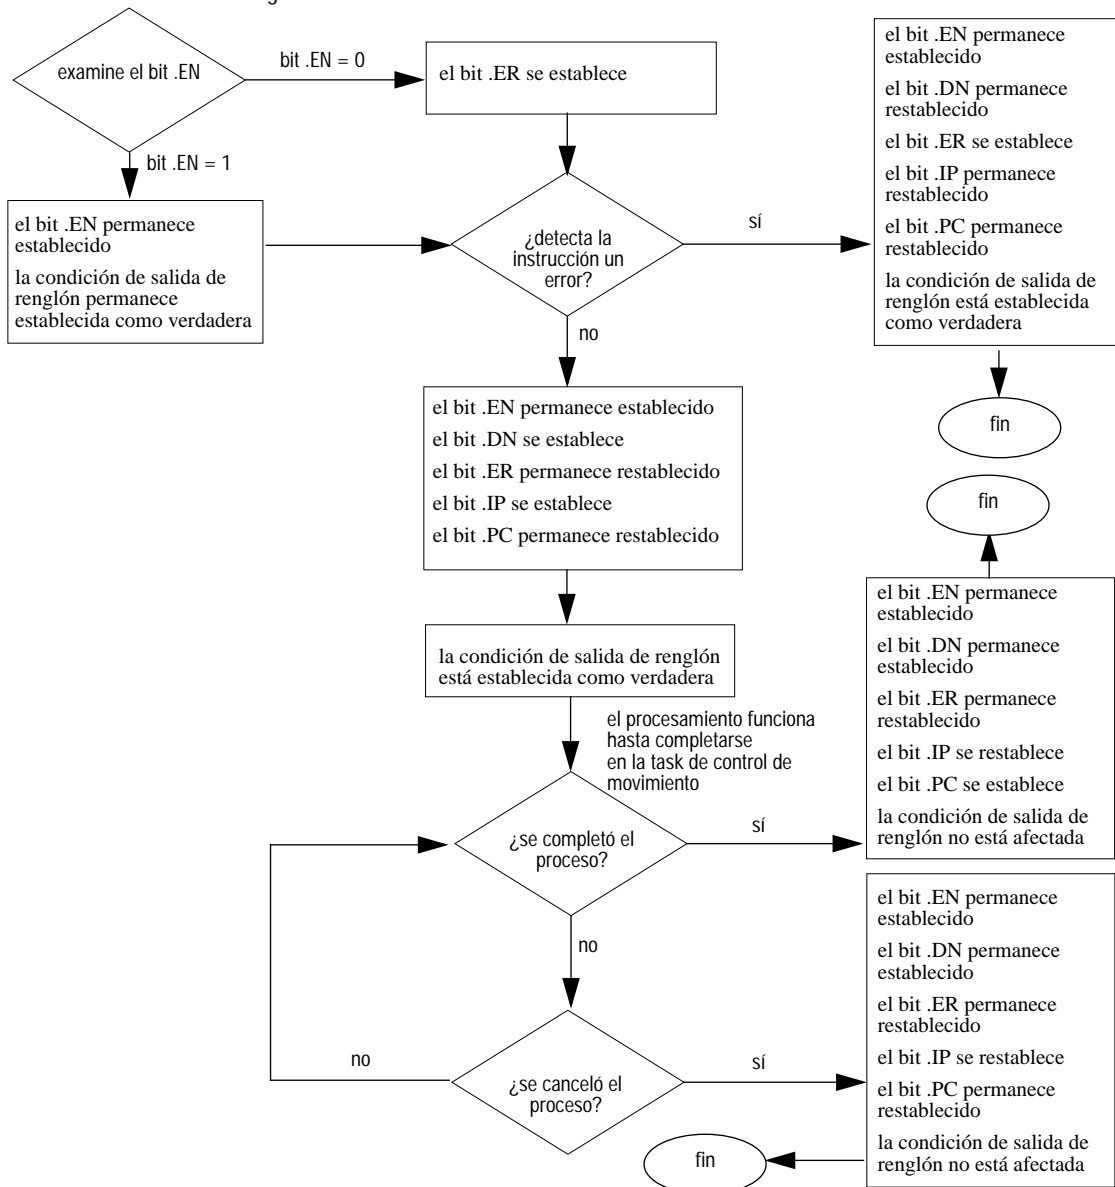 examine el bit .EN
bit .EN = 0
el bit .ER se establece
el bit .EN permanece
establecido
el bit .DN permanece
restablecido
el bit .ER se establece
el bit .IP permanece
restablecido
el bit .PC permanece
restablecido
la condición de salida de
renglón está establecida
como verdadera
bit .EN = 1
el bit .EN permanece
establecido
la condición de salida de
renglón permanece
establecida como verdadera
¿detecta la
instrucción un
error?
sí
no
fin
el bit .EN permanece establecido
el bit .DN se establece
el bit .ER permanece restablecido
el bit .IP se establece
el bit .PC permanece restablecido
fin
la condición de salida de renglón
está establecida como verdadera
el procesamiento funciona
hasta completarse
en la task de control de
movimiento
el bit .EN permanece
establecido
el bit .DN permanece
establecido
el bit .ER permanece
restablecido
el bit .IP se restablece
el bit .PC se establece
la condición de salida de
renglón no está afectada
¿se completó el
proceso?
sí
no
el bit .EN permanece
establecido
el bit .DN permanece
establecido
el bit .ER permanece
restablecido
el bit .IP se restablece
el bit .PC permanece
restablecido
la condición de salida de
renglón no está afectada
no
¿se canceló el
proceso?
sí
fin